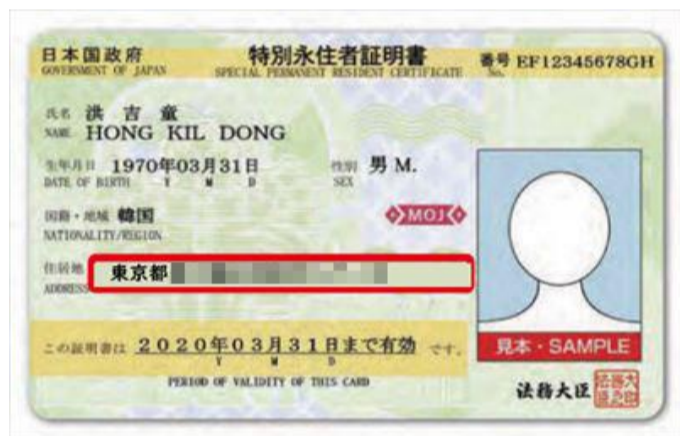 日本国政府 特別永住者証明書 番号 EF12345678GH
GOVERNMENT OF JAPAN SPECIAL PERMANENT RESIDENT CERTIFICATE No.
氏名 洪吉童
NAME HONG KIL DONG
生年月日 1970年03月31日 性別 男 M.
DATE OF BIRTH Y M D SEX
国籍・地域 韓国
NATIONALITY/REGION
MOJ
住居地 東京都
ADDRESS
この証明書は 2020年03月31日まで有効 です。
Y M D
PERIOD OF VALIDITY OF THIS CARD
見本・SAMPLE
法務大臣